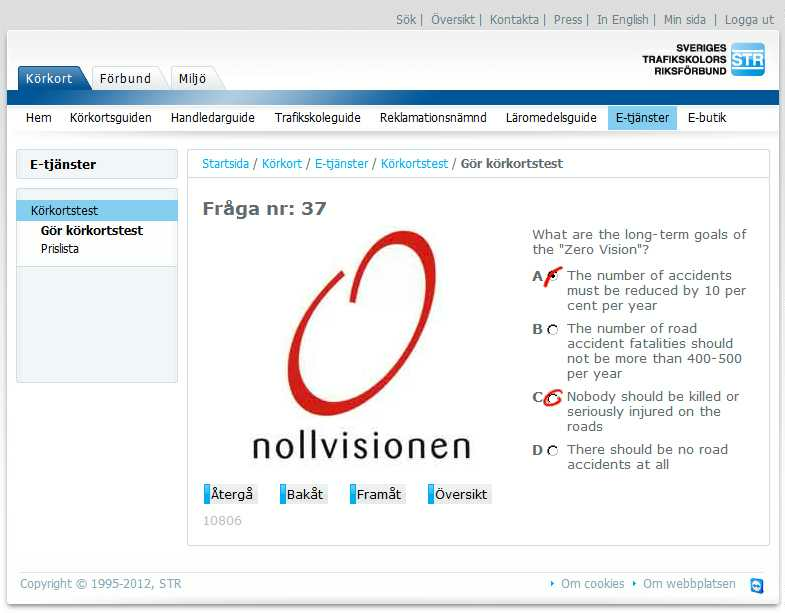 Sök | Översikt | Kontakta | Press | In English | Min sida | Logga ut
SVERIGES
TRAFIKSKOLORS
RIKSFÖRBUND
STR
Körkort Förbund Miljö
Hem Körkortsguiden Handledarguide Trafikskoleguide Reklamationsnämnd Läromedelsguide E-tjänster E-butik
E-tjänster
Körkortstest
Gör körkortstest
Prislista
Startsida / Körkort / E-tjänster / Körkortstest / Gör körkortstest
Fråga nr: 37
nollvisionen
What are the long-term goals of
the "Zero Vision"?
A The number of accidents
must be reduced by 10 per
cent per year
B The number of road
accident fatalities should
not be more than 400-500
per year
C Nobody should be killed or
seriously injured on the
roads
D There should be no road
accidents at all
Återgå Bakåt Framåt Översikt
10806
Copyright © 1995-2012, STR
Om cookies Om webbplatsen